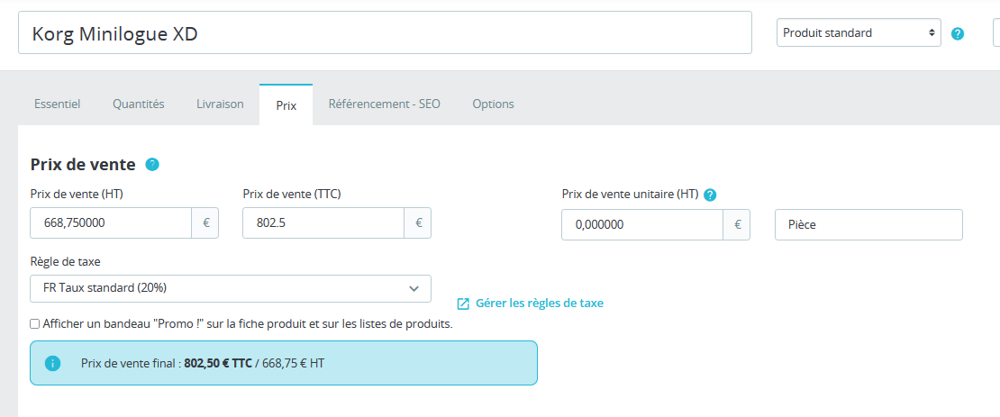 Korg Minilogue XD
Produit standard
Essentiel Quantités Livraison Prix Référencement - SEO Options
Prix de vente
Prix de vente (HT) Prix de vente (TTC) Prix de vente unitaire (HT)
668,750000 € 802.5 € 0,000000 € Pièce
Règle de taxe
FR Taux standard (20%)
Gérer les règles de taxe
Afficher un bandeau "Promo !" sur la fiche produit et sur les listes de produits.
Prix de vente final : 802,50 € TTC / 668,75 € HT